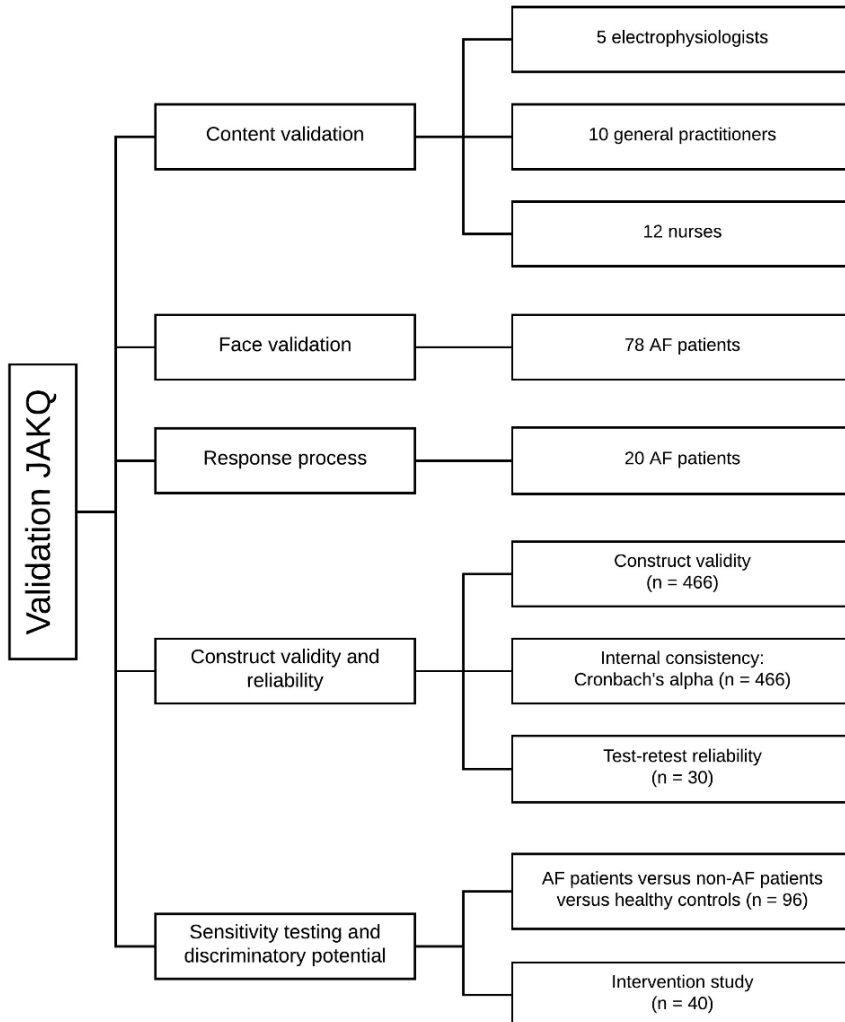 Validation JAKQ
Content validation
5 electrophysiologists
10 general practitioners
12 nurses
Face validation
78 AF patients
Response process
20 AF patients
Construct validity and
reliability
Construct validity
(n = 466)
Internal consistency:
Cronbach's alpha (n = 466)
Test-retest reliability
(n = 30)
Sensitivity testing and
discriminatory potential
AF patients versus non-AF patients
versus healthy controls (n = 96)
Intervention study
(n = 40)